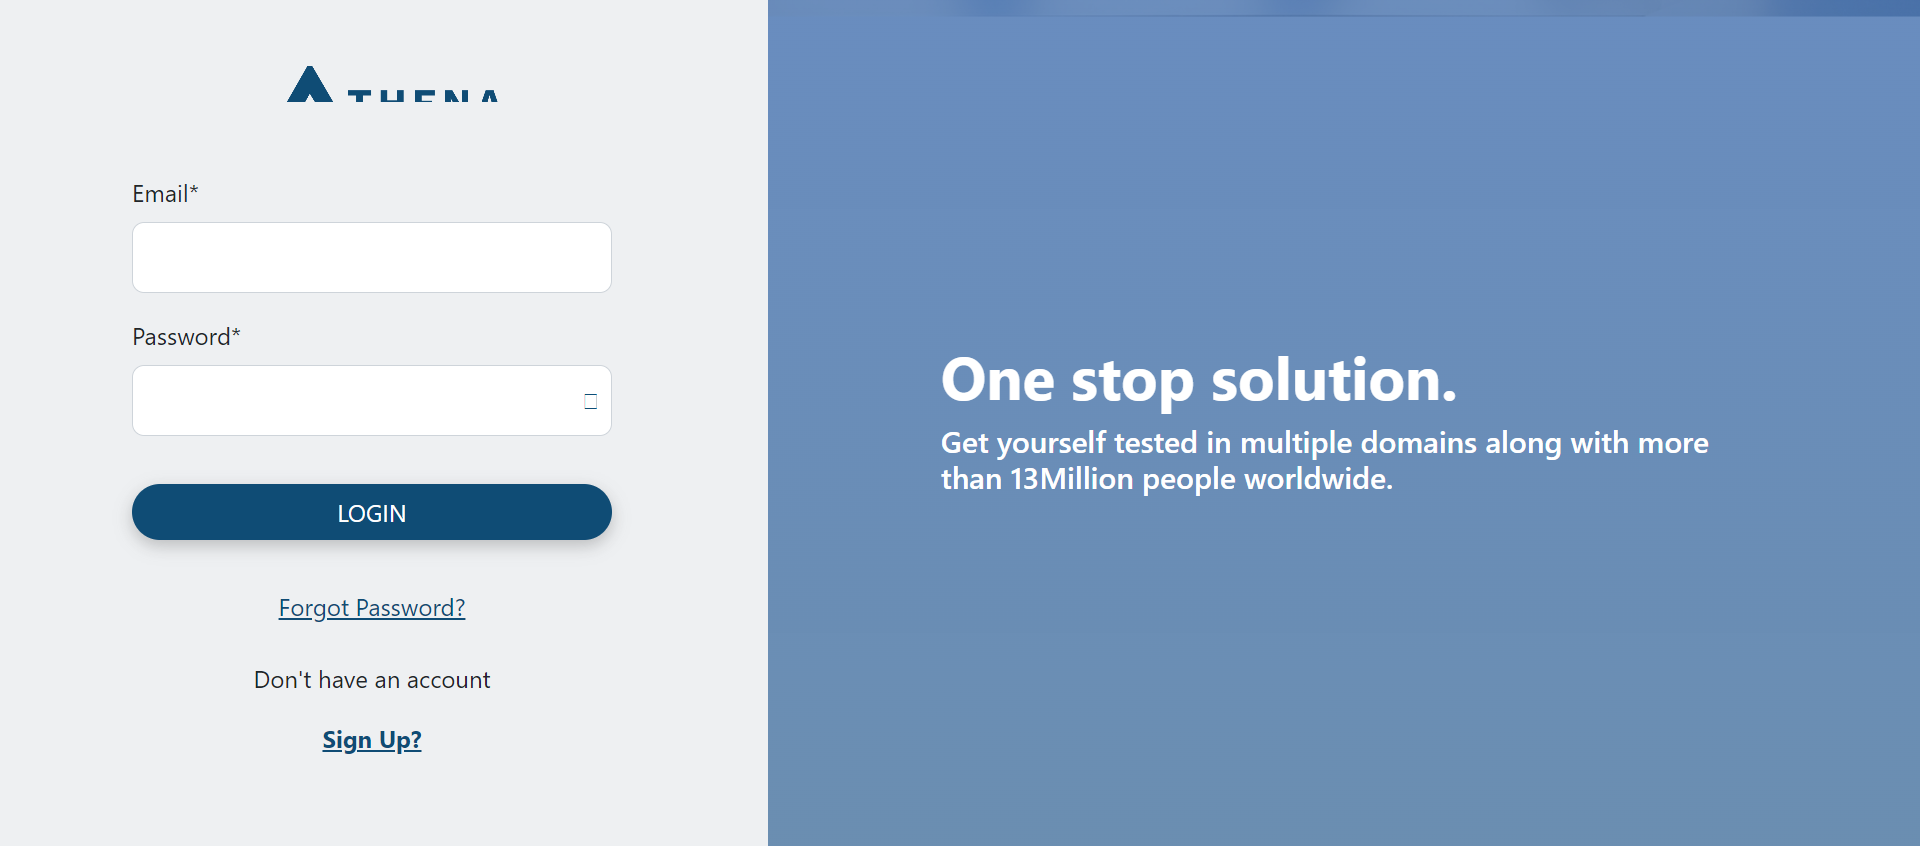 ATHENA
Email*
Password*
LOGIN
Forgot Password?
Don't have an account
Sign Up?
One stop solution.
Get yourself tested in multiple domains along with more
than 13Million people worldwide.